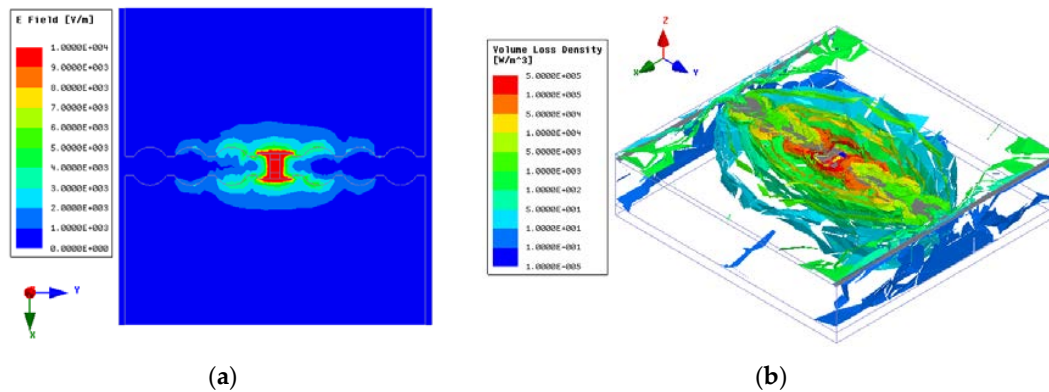 E Field [V/m]
1.0000E+004
9.0000E+003
8.0000E+003
7.0000E+003
6.0000E+003
5.0000E+003
4.0000E+003
3.0000E+003
2.0000E+003
1.0000E+003
0.0000E+000
Y
X
(a)
Volume Loss Density
[W/m^3]
5.0000E+005
1.0000E+005
5.0000E+004
1.0000E+004
5.0000E+003
1.0000E+003
1.0000E+002
5.0000E+001
1.0000E+001
1.0000E+005
Z
X
Y
(b)